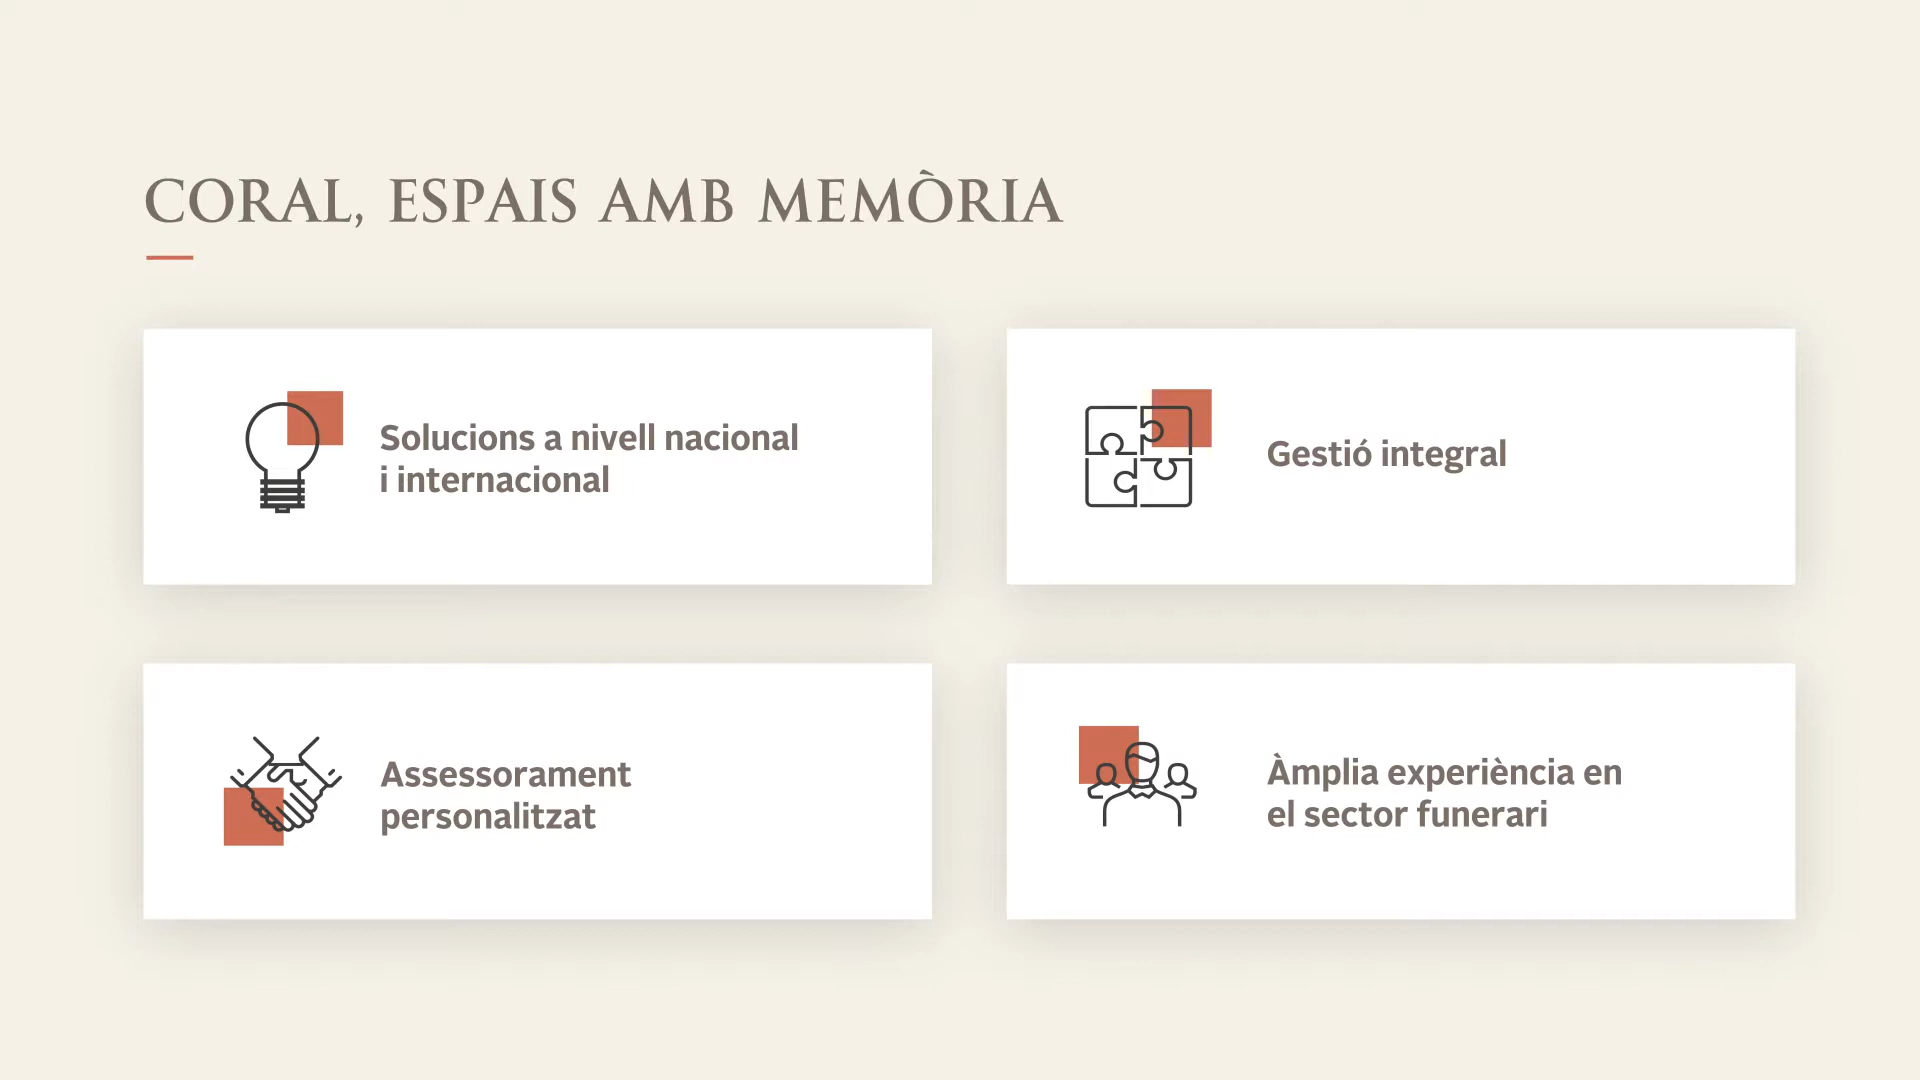 CORAL, ESPAIS AMB MEMÒRIA
Solucions a nivell nacional
i internacional
Gestió integral
Assessorament
personalitzat
Àmplia experiència en
el sector funerari